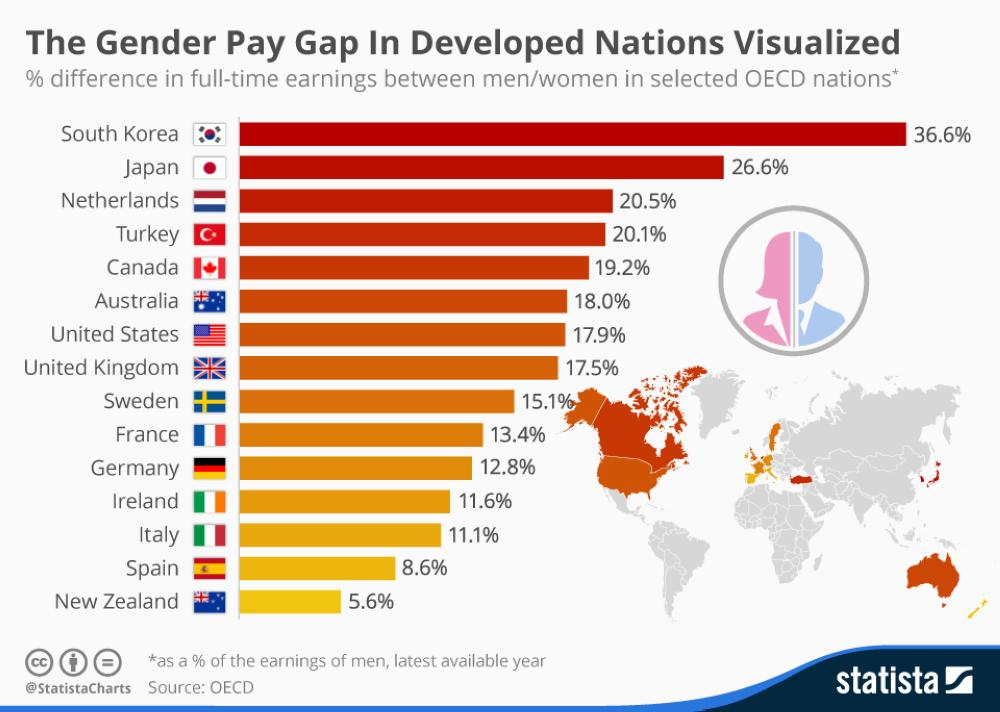 The Gender Pay Gap In Developed Nations Visualized
% difference in full-time earnings between men/women in selected OECD nations*
South Korea 36.6%
Japan 26.6%
Netherlands 20.5%
Turkey 20.1%
Canada 19.2%
Australia 18.0%
United States 17.9%
United Kingdom 17.5%
Sweden 15.1%
France 13.4%
Germany 12.8%
Ireland 11.6%
Italy 11.1%
Spain 8.6%
New Zealand 5.6%
cc
*as a % of the earnings of men, latest available year
@StatistaCharts Source: OECD
statista